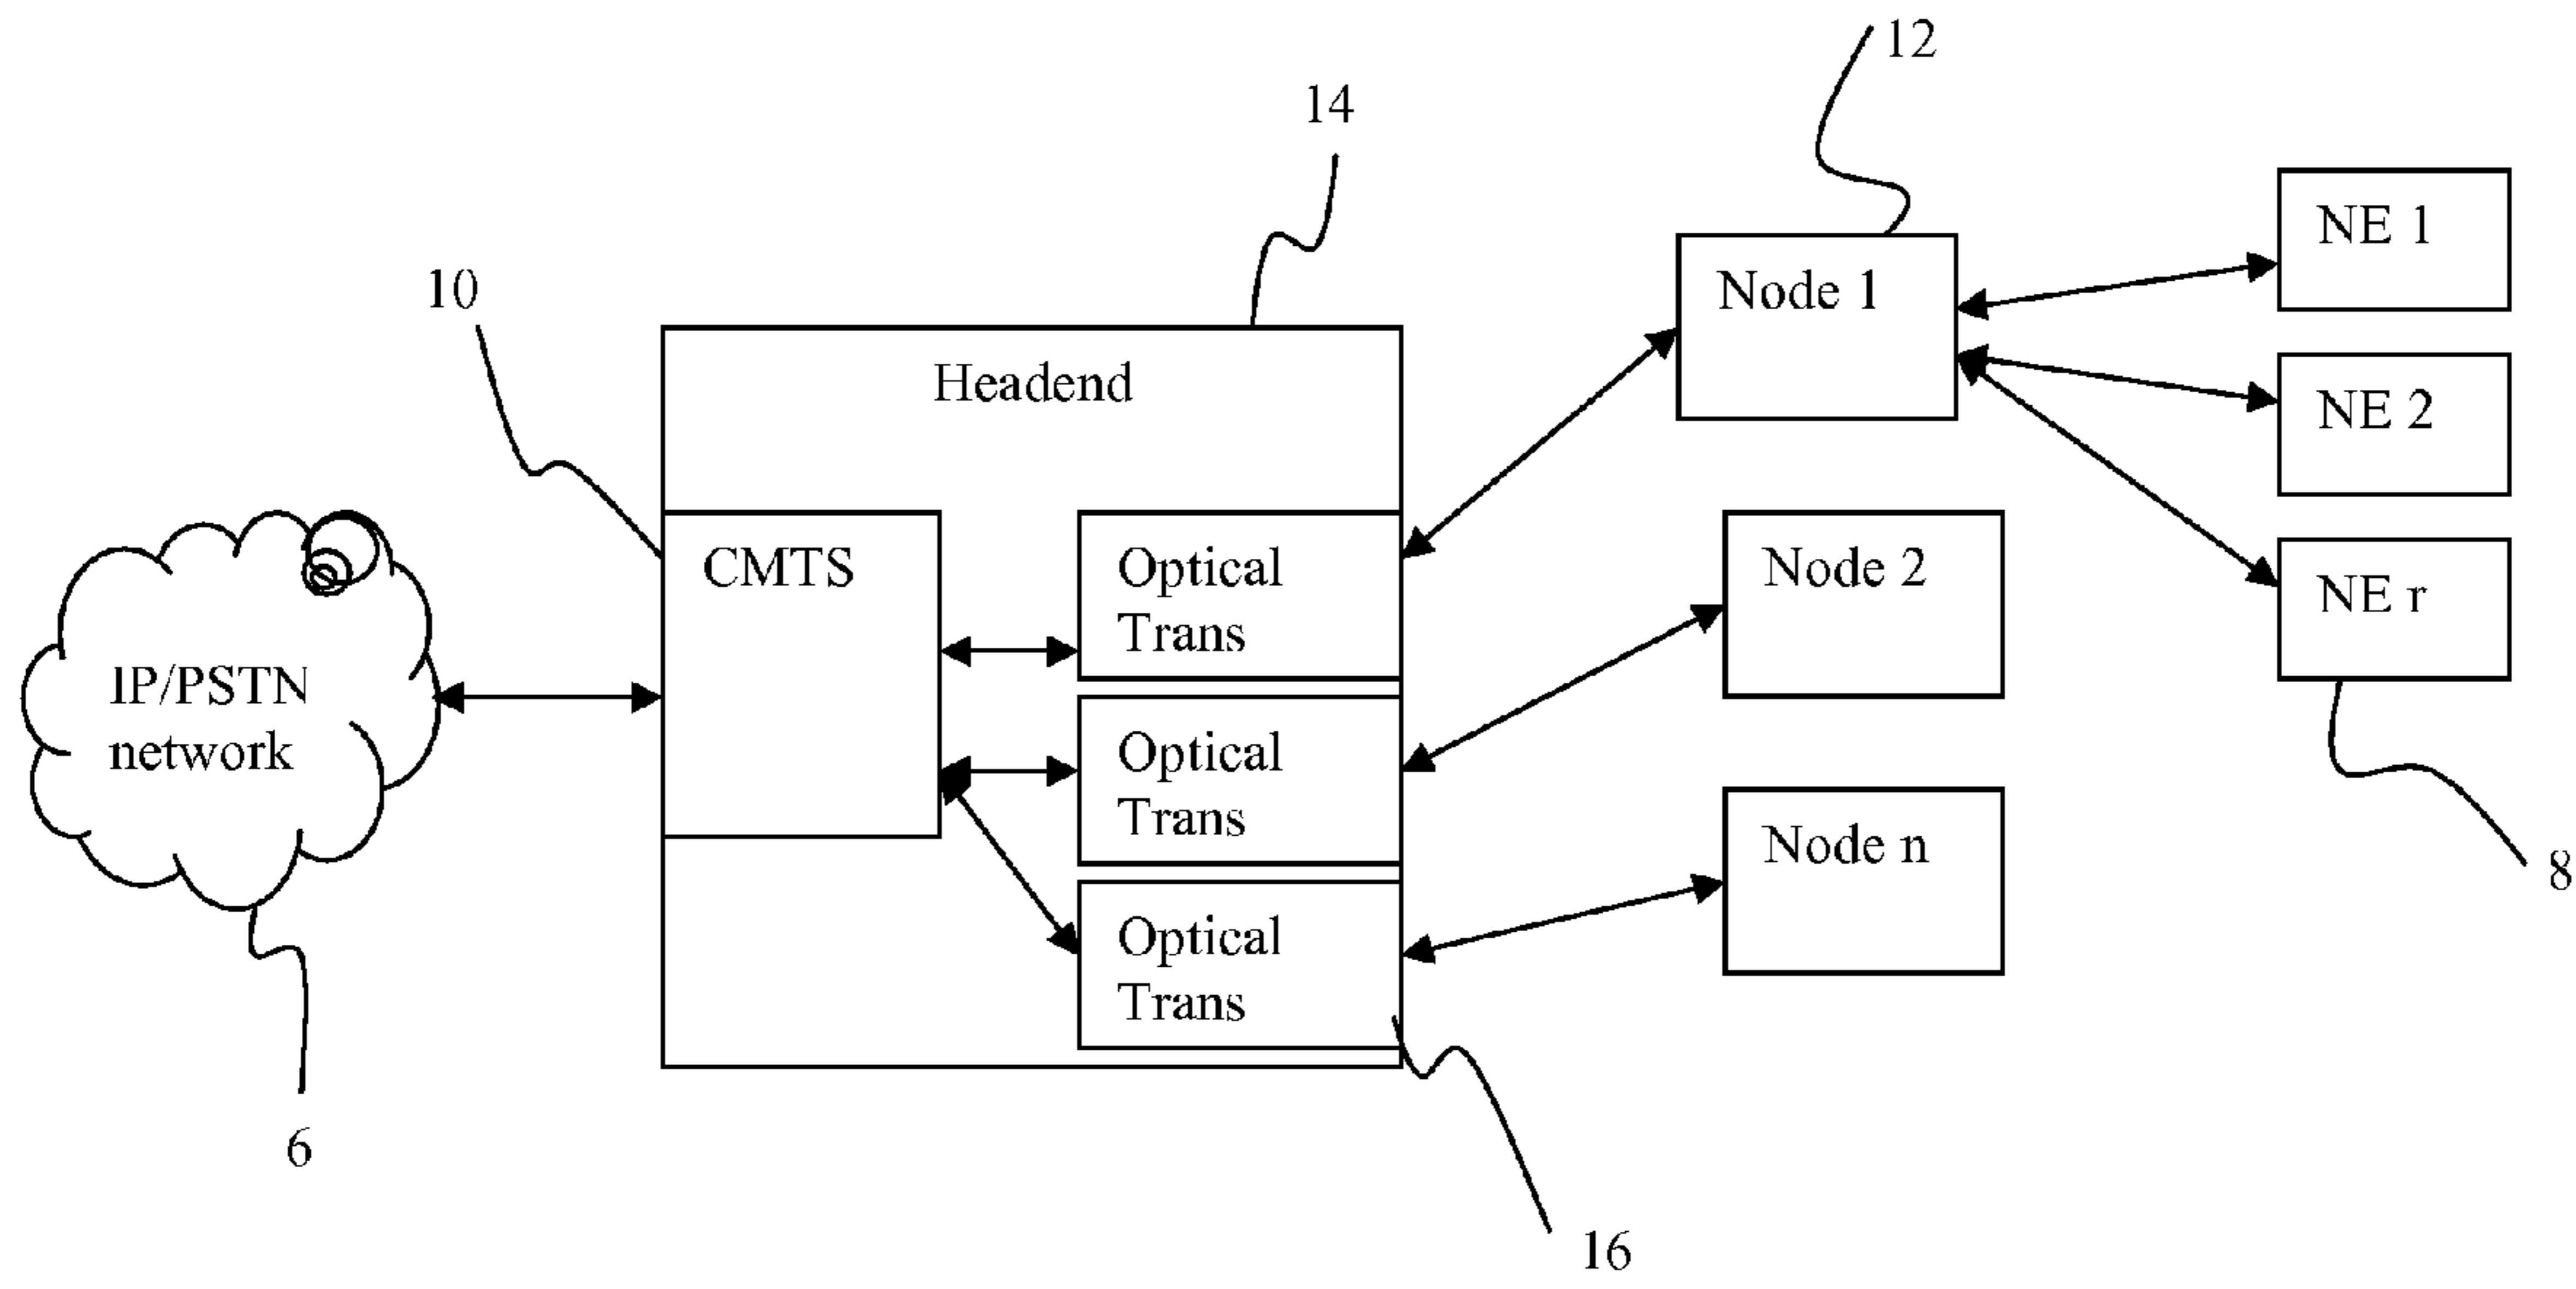 12
14
NE 1
10
Node 1
Headend
NE 2
CMTS
Optical
Trans
Node 2
NE r
IP/PSTN
network
Optical
Trans
Node n
8
Optical
Trans
6
16